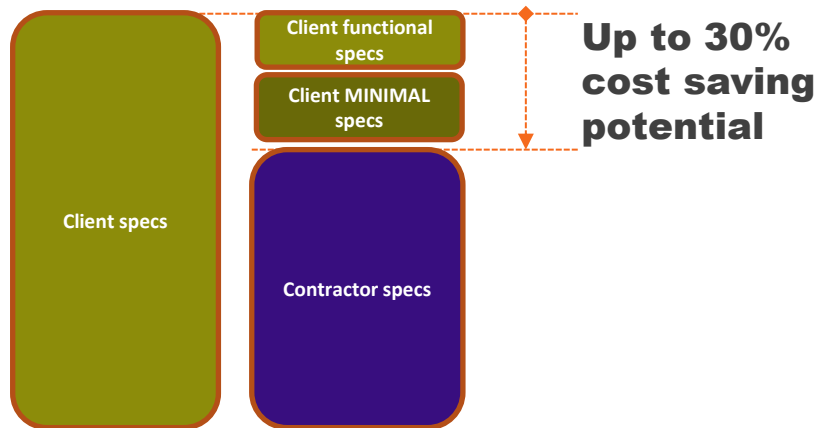 Client specs
Client functional
specs
Client MINIMAL
specs
Contractor specs
Up to 30%
cost saving
potential